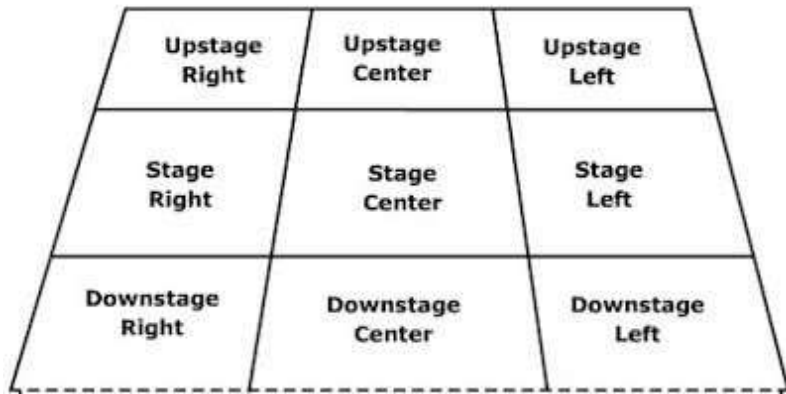 Upstage
Right
Upstage
Center
Upstage
Left
Stage
Right
Stage
Center
Stage
Left
Downstage
Right
Downstage
Center
Downstage
Left